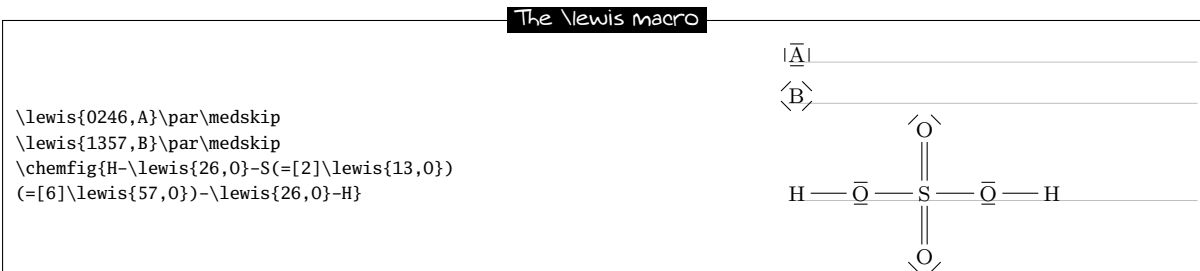 The \lewis macro
\lewis{0246,A}\par\medskip
\lewis{1357,B}\par\medskip
\chemfig{H-\lewis{26,O}-S(=[2]\lewis{13,O})
(=[6]\lewis{57,O})-\lewis{26,O}-H}
A
B
O
H O S O H
O